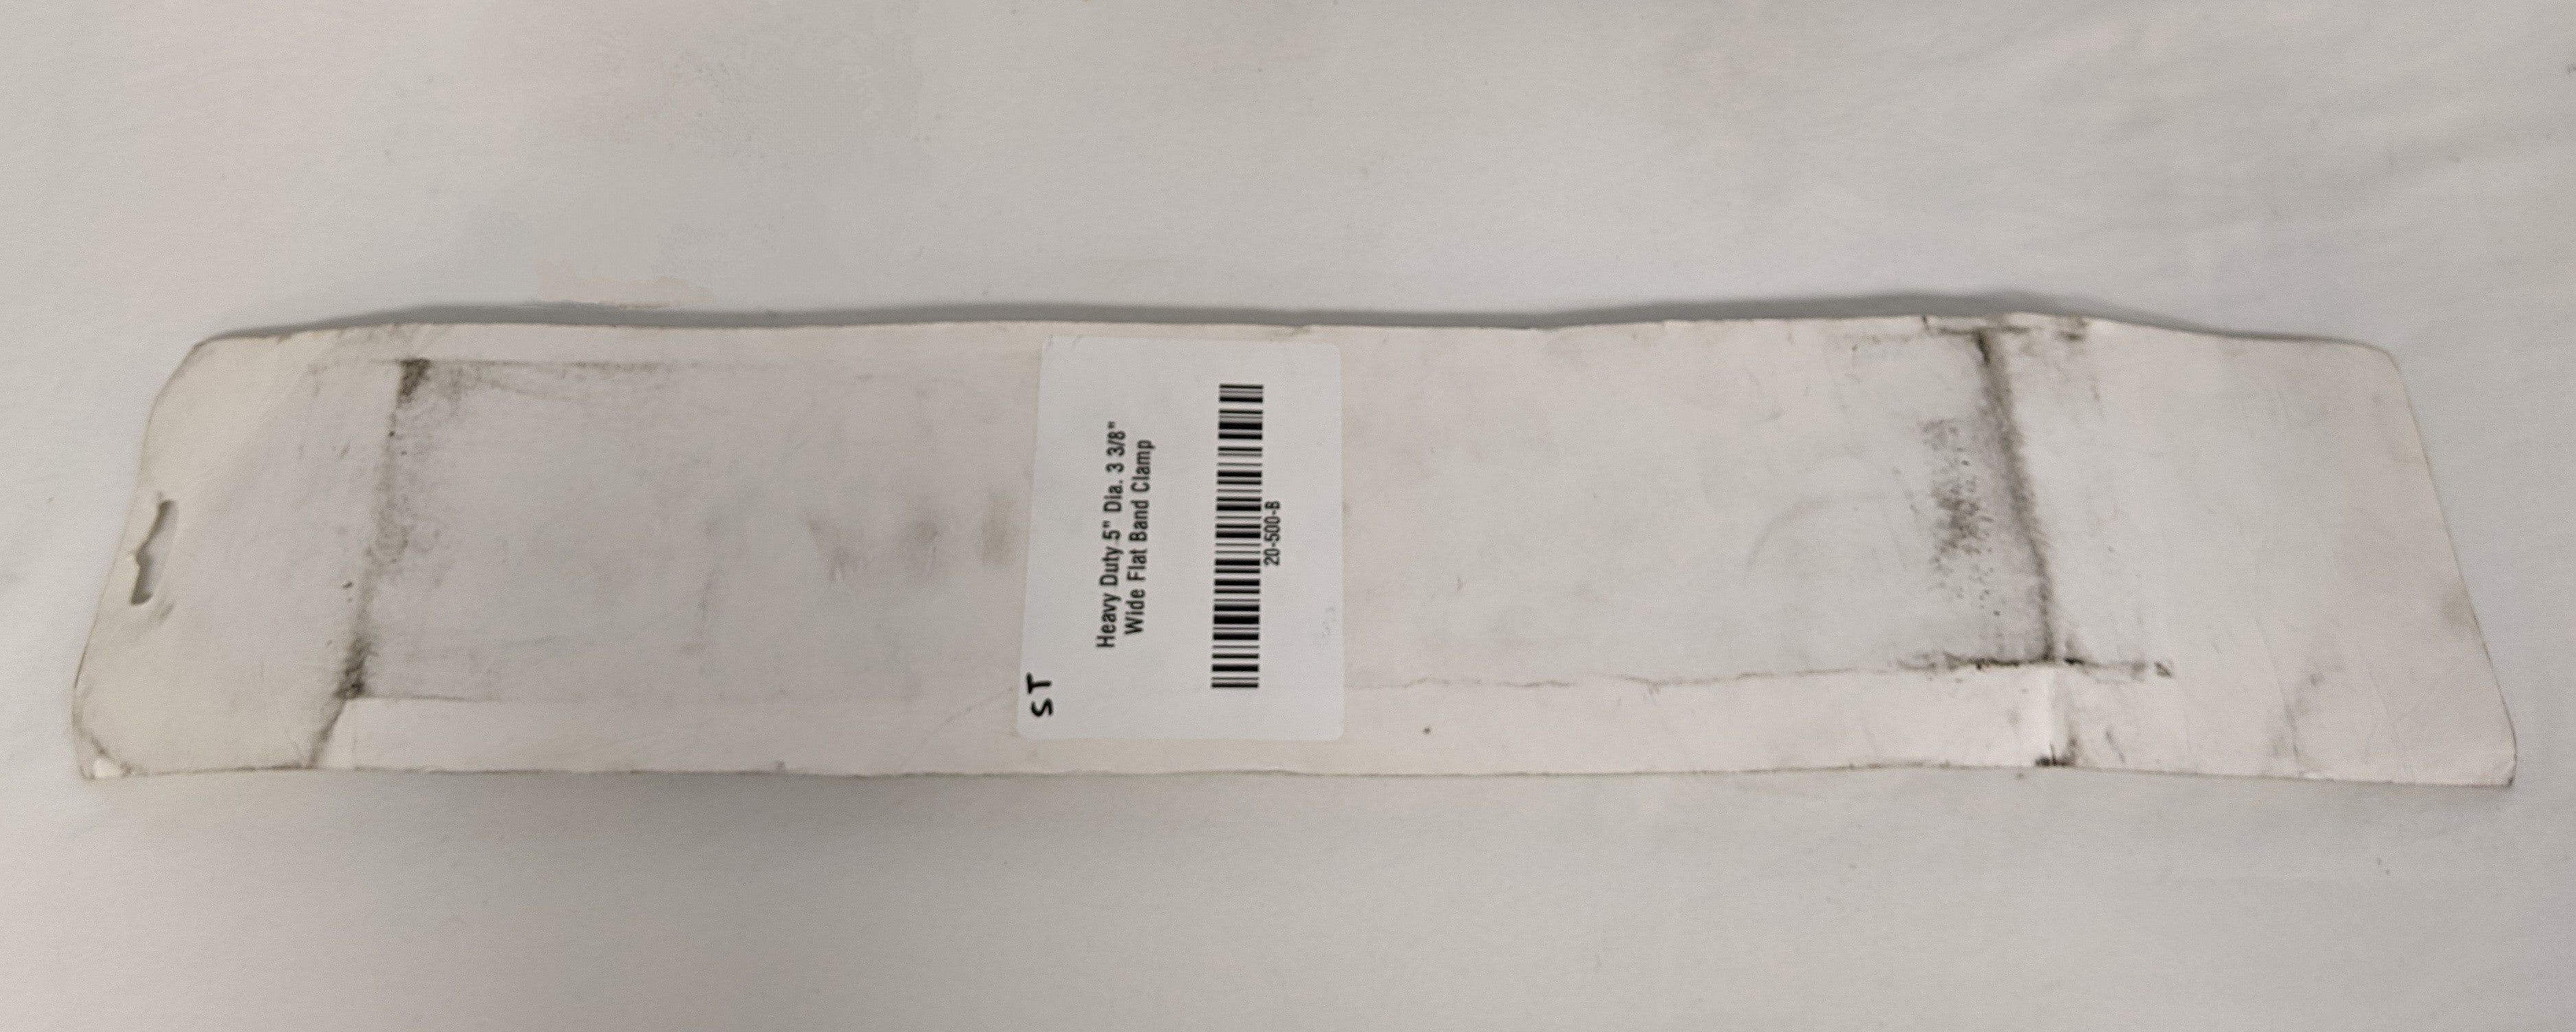 ST
Heavy Duty 5" Dia. 3 3/8"
Wide Flat Band Clamp
20-500-B